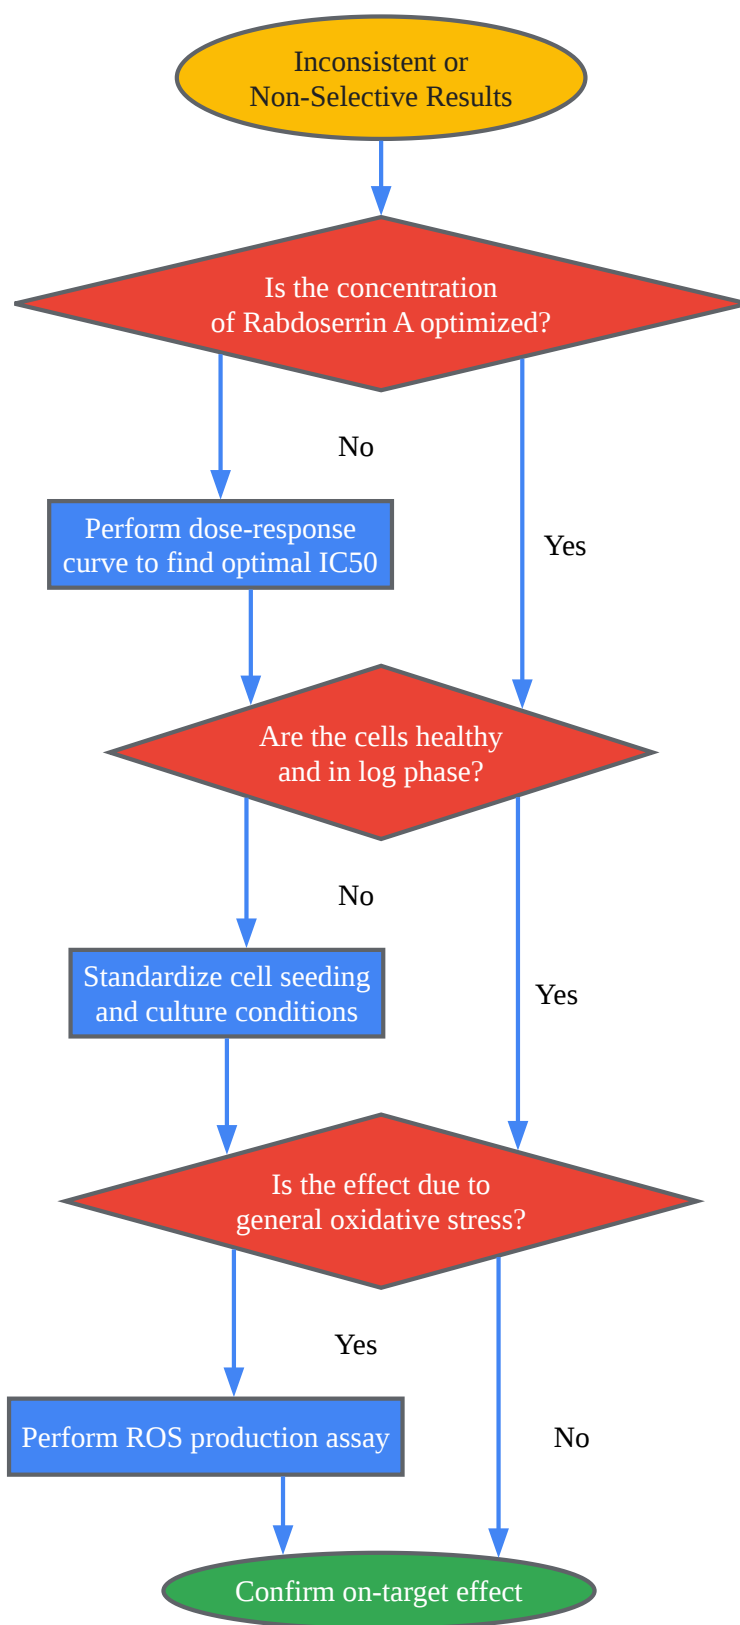 Inconsistent or
Non-Selective Results
Is the concentration
of Rabdoserrin A optimized?
No
Perform dose-response
curve to find optimal IC50
Yes
Are the cells healthy
and in log phase?
No
Standardize cell seeding
and culture conditions
Yes
Is the effect due to
general oxidative stress?
Yes
Perform ROS production assay
No
Confirm on-target effect